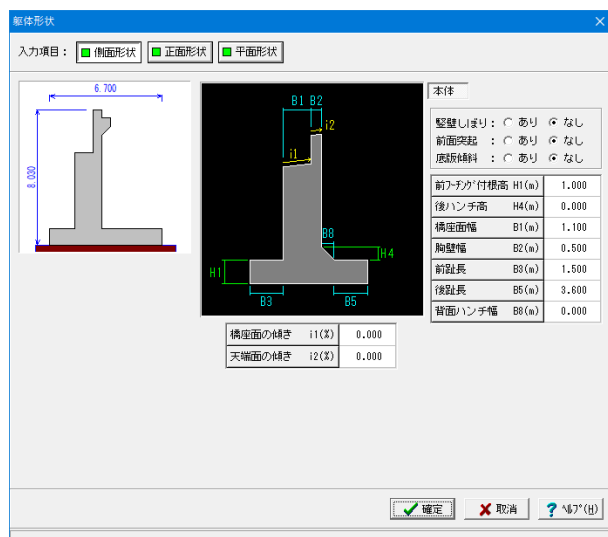 躯体形状
入力項目： 側面形状 正面形状 平面形状
6.700
8.030
B1 B2
i2
i1
B8
H4
H1
B3
B5
本体
竪壁しぼり： あり なし
前面突起 ： あり なし
底版傾斜 ： あり なし
前ﾌｰﾁﾝｸﾞ付根高 H1(m) 1.000
後ハンチ高 H4(m) 0.000
橋座面幅 B1(m) 1.100
胸壁幅 B2(m) 0.500
前趾長 B3(m) 1.500
後趾長 B5(m) 3.600
背面ハンチ幅 B8(m) 0.000
橋座面の傾き i1(%) 0.000
天端面の傾き i2(%) 0.000
確定 取消 ? ﾍﾙﾌﾟ(H)